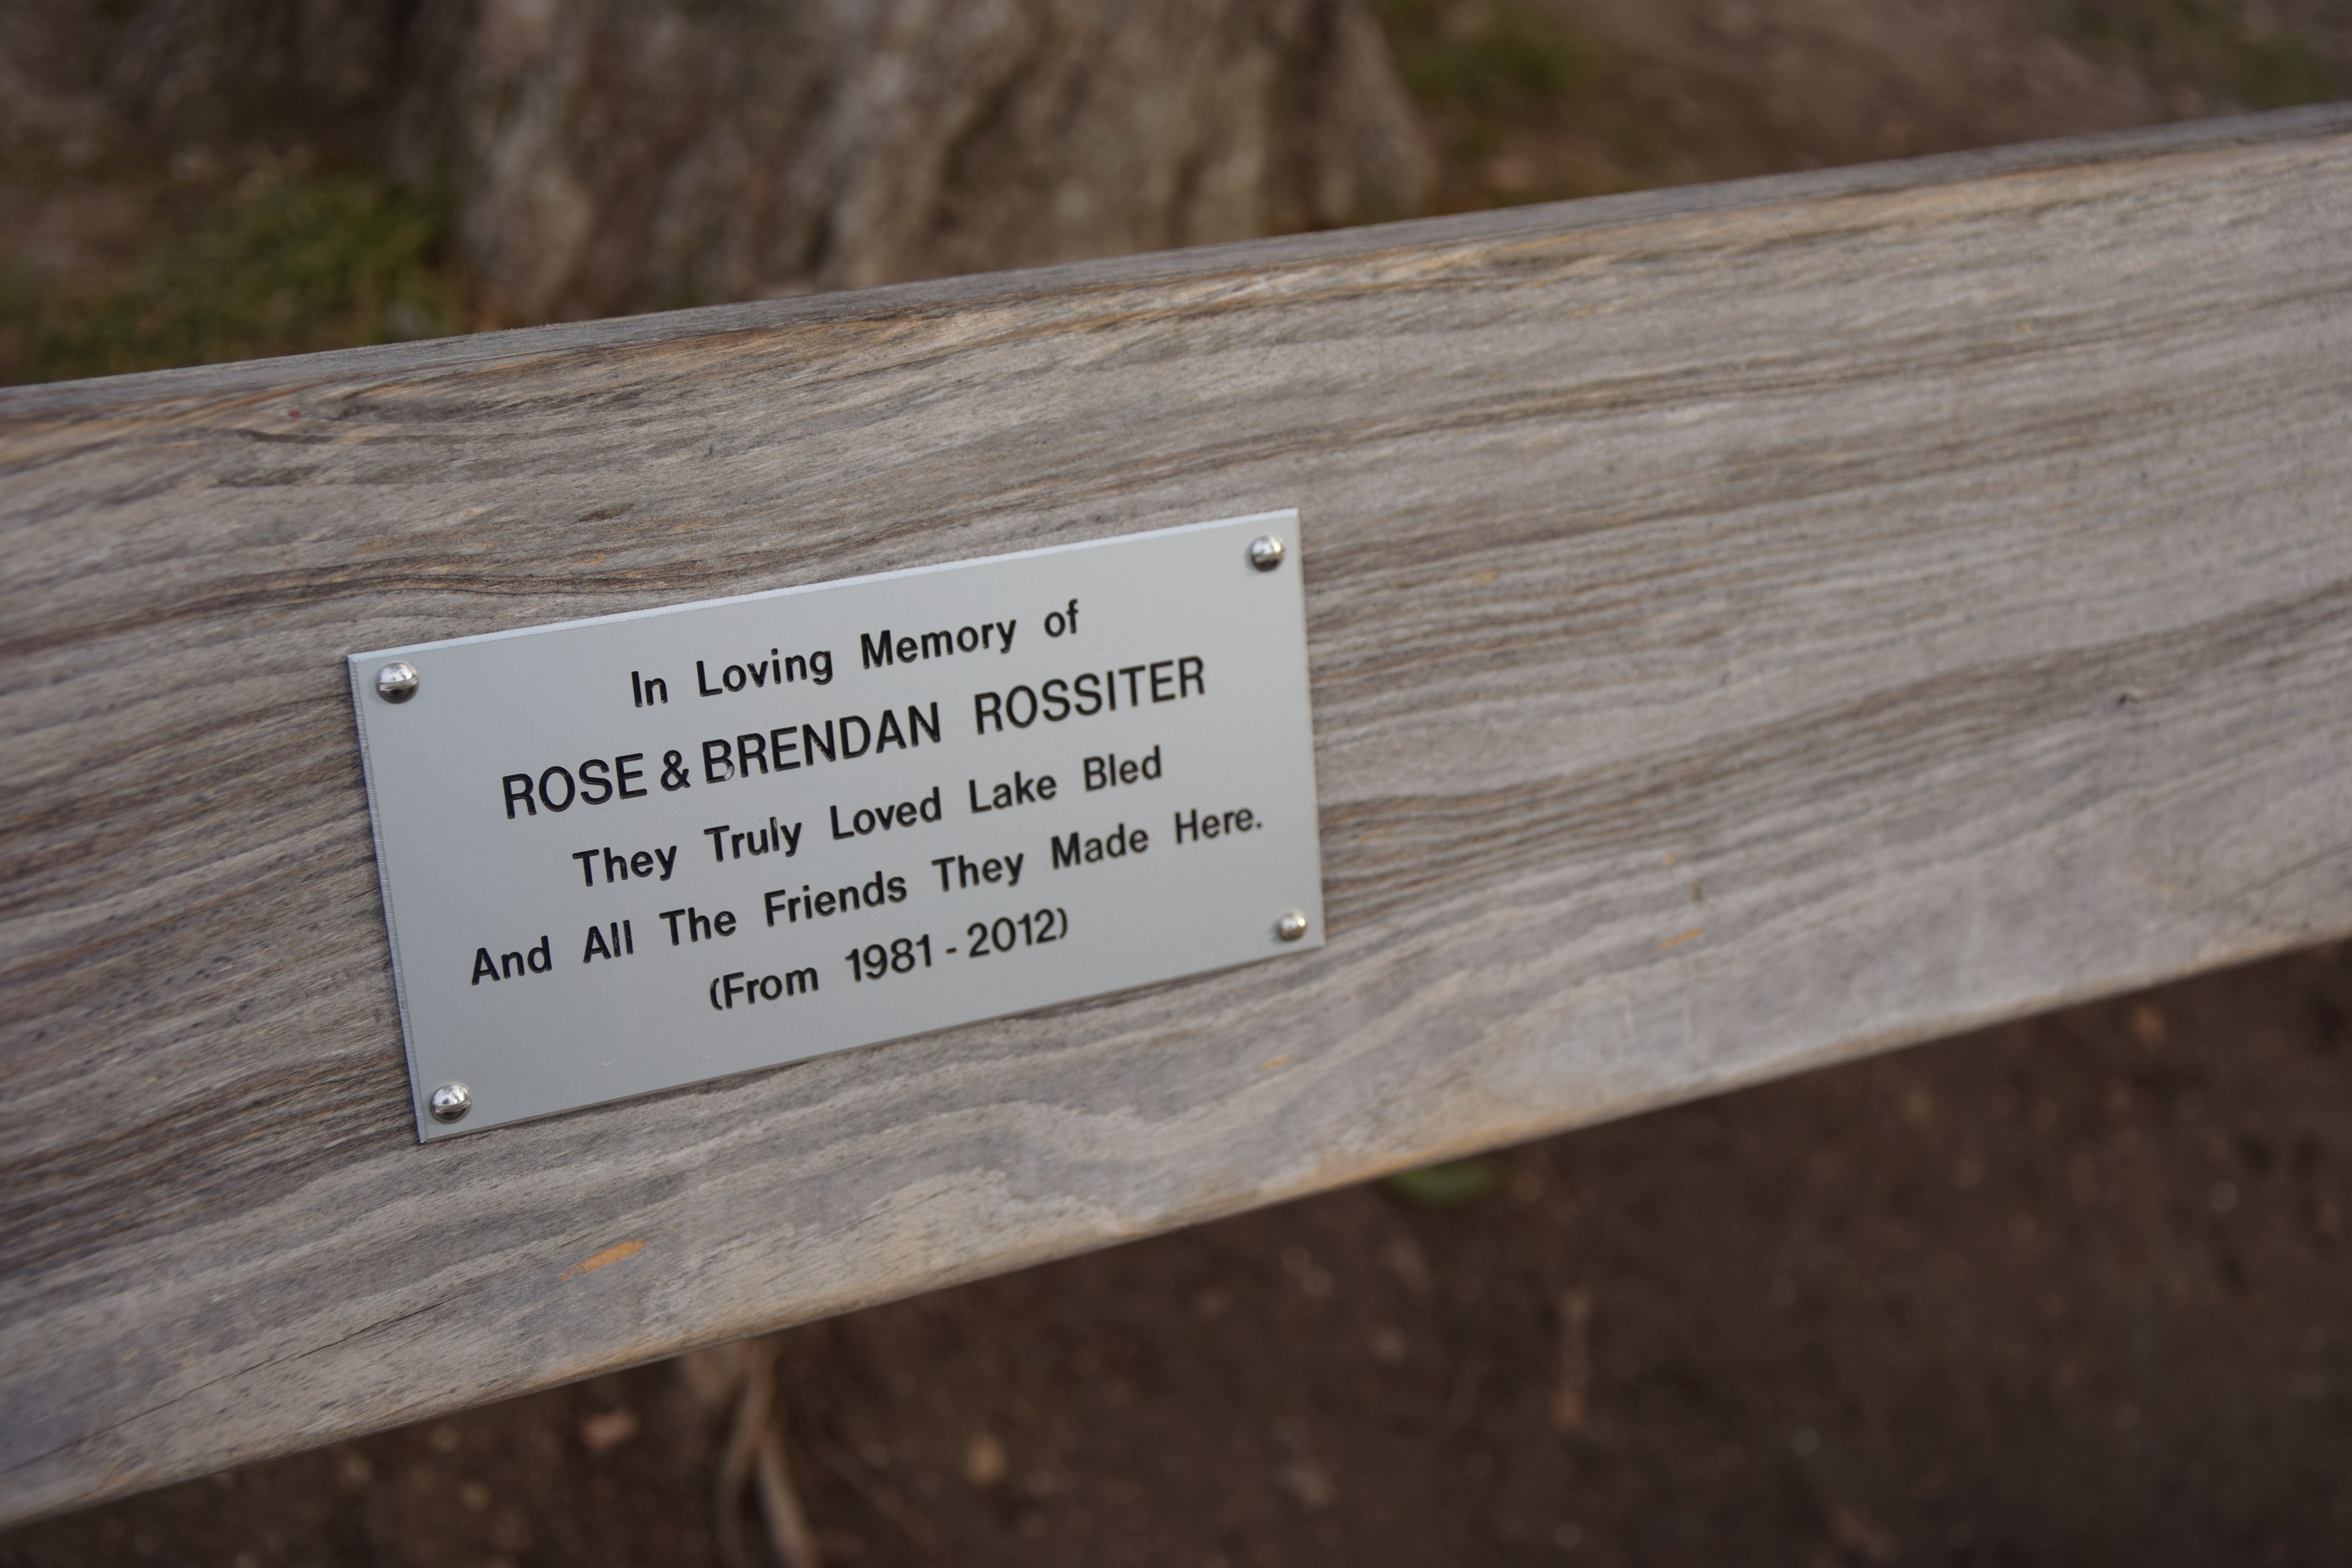 In Loving Memory of
ROSE & BRENDAN ROSSITER
They Truly Loved Lake Bled
And All The Friends They Made Here.
(From 1981 - 2012)